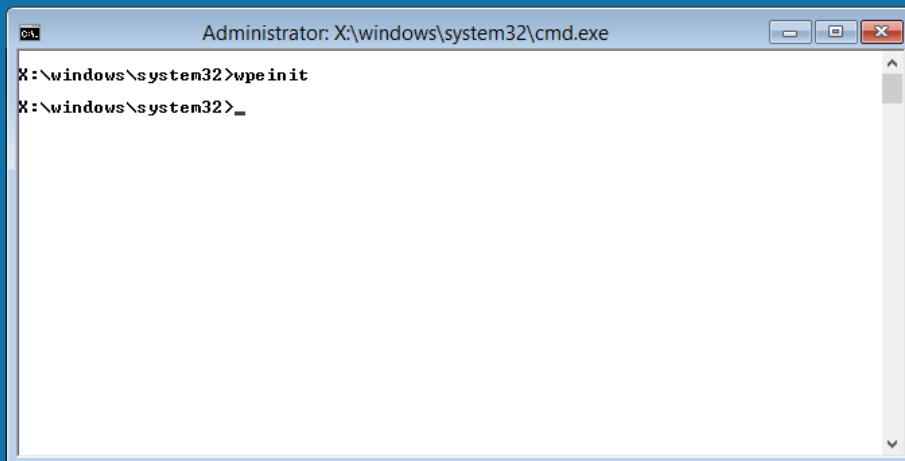 Administrator: X:\windows\system32\cmd.exe
X:\windows\system32>wpeinit
X:\windows\system32>_